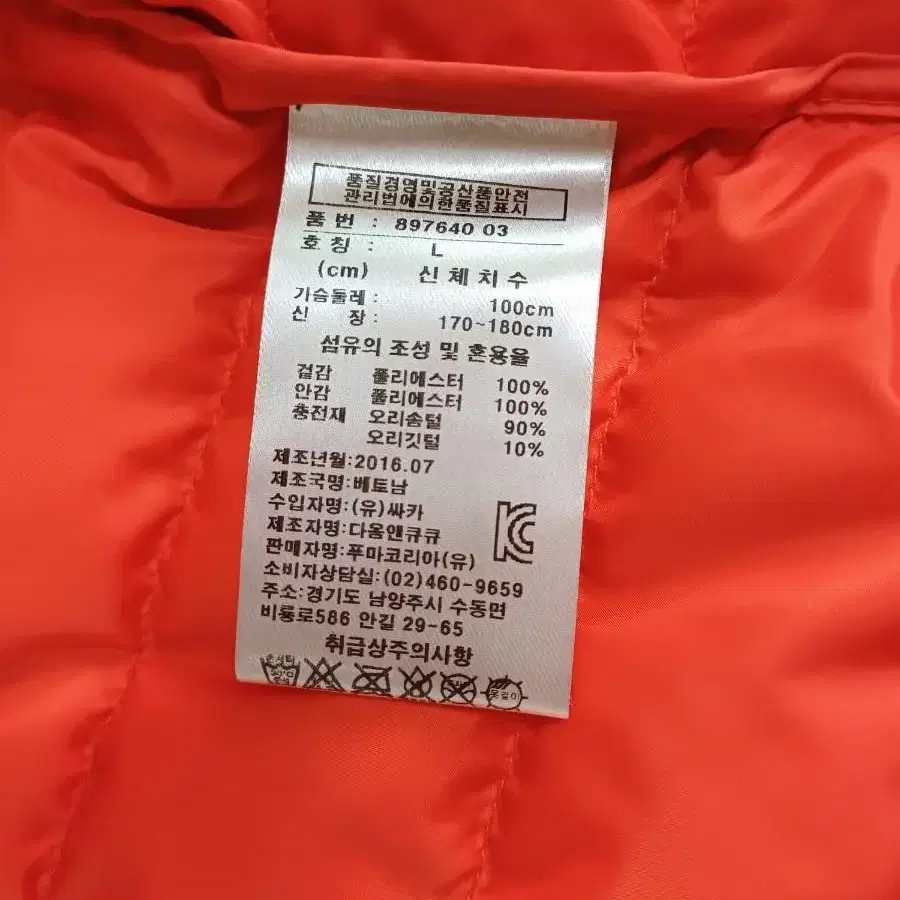 품질경영및공산품안전
관리법에의한품질표시
품 번 : 897640 03
호 칭 : L
(cm) 신 체 치 수
가슴둘레 : 100cm
신 장 : 170~180cm
섬유의 조성 및 혼용율
겉감 폴리에스터 100%
안감 폴리에스터 100%
충전재 오리솜털 90%
오리깃털 10%
제조년월:2016.07
제조국명:베트남
수입자명:(유)싸카
제조자명:다옴앤큐큐
판매자명:푸마코리아(유)
소비자상담실:(02)460-9659
주소:경기도 남양주시 수동면
비룡로586 안길 29-65
취급상주의사항
옷걸이